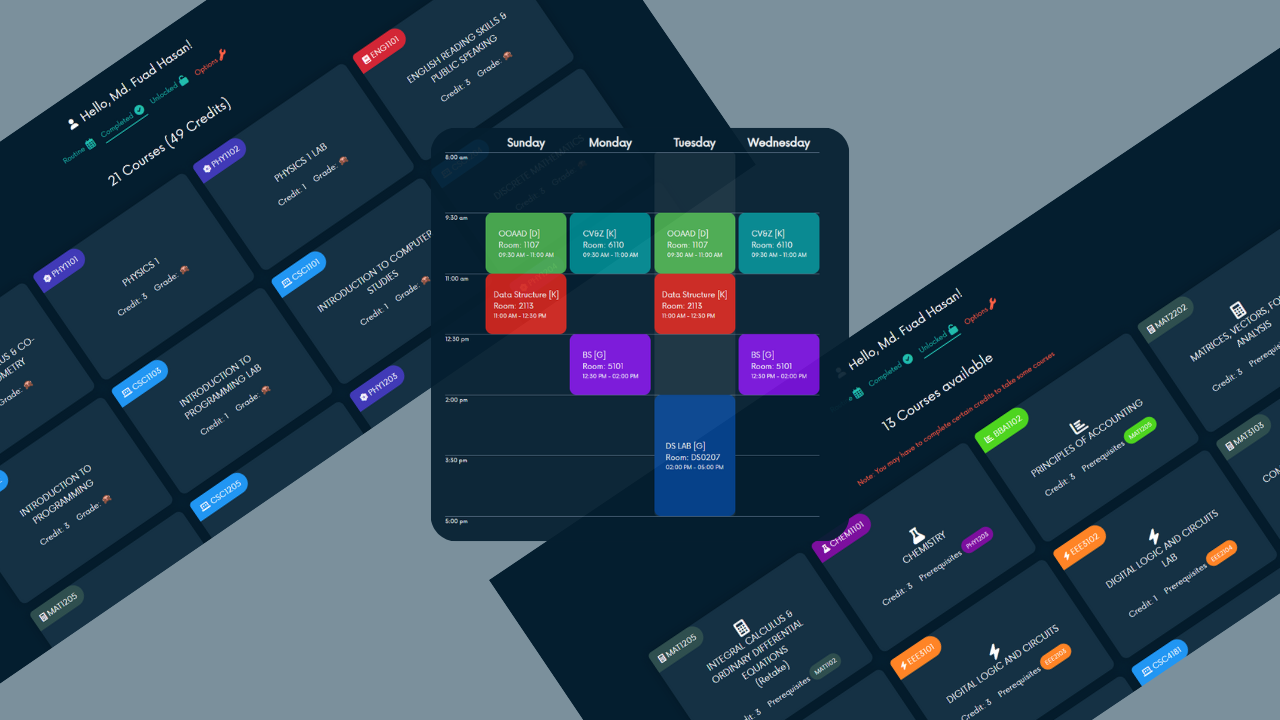 Hello, Md. Fuad Hasan!
Routine Completed Unlocked Options
21 Courses (49 Credits)
ENG1101
ENGLISH READING SKILLS &
PUBLIC SPEAKING
Credit: 3 Grade:
PHY1102
PHYSICS 1 LAB
Credit: 1 Grade:
DISCRETE MATHEMATICS
Credit: 3 Grade:
PHY1101
PHYSICS 1
Credit: 3 Grade:
CSC1101
INTRODUCTION TO COMPUTER
STUDIES
Credit: 1 Grade:
CSC1103
INTRODUCTION TO
PROGRAMMING LAB
Credit: 1 Grade:
PHY1203
INTRODUCTION TO
PROGRAMMING
Credit: 3 Grade:
CSC1205
MAT1205
Sunday Monday Tuesday Wednesday
8:00 am
9:30 am
OOAAD [D]
Room: 1107
09:30 AM - 11:00 AM
CV&Z [K]
Room: 6110
09:30 AM - 11:00 AM
OOAAD [D]
Room: 1107
09:30 AM - 11:00 AM
CV&Z [K]
Room: 6110
09:30 AM - 11:00 AM
11:00 am
Data Structure [K]
Room: 2113
11:00 AM - 12:30 PM
Data Structure [K]
Room: 2113
11:00 AM - 12:30 PM
12:30 pm
BS [G]
Room: 5101
12:30 PM - 02:00 PM
BS [G]
Room: 5101
12:30 PM - 02:00 PM
2:00 pm
DS LAB [G]
Room: DS0207
02:00 PM - 05:00 PM
3:30 pm
5:00 pm
Hello, Md. Fuad Hasan!
Completed Unlocked Options
13 Courses available
Note: You may have to complete certain credits to take some courses
MAT2202
MATRICES, VECTORS,
ANALYSIS
Credit: 3
BBA1102
PRINCIPLES OF ACCOUNTING
Credit: 3 Prerequisites MAT1205
MAT3103
CHEM1101
CHEMISTRY
Credit: 3 Prerequisites PHY1203
EEE3102
DIGITAL LOGIC AND CIRCUITS
LAB
Credit: 1 Prerequisites EEE2104
MAT1205
INTEGRAL CALCULUS &
ORDINARY DIFFERENTIAL
EQUATIONS
(Retake)
Credit: 3 Prerequisites MAT1102
EEE3101
DIGITAL LOGIC AND CIRCUITS
Credit: 3 Prerequisites EEE2103
CSC4181